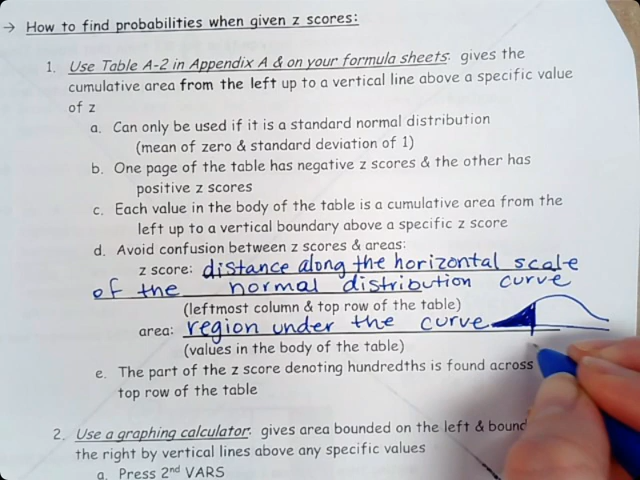 → How to find probabilities when given z scores:
1. Use Table A-2 in Appendix A & on your formula sheets: gives the
cumulative area from the left up to a vertical line above a specific value
of z
a. Can only be used if it is a standard normal distribution
(mean of zero & standard deviation of 1)
b. One page of the table has negative z scores & the other has
positive z scores
c. Each value in the body of the table is a cumulative area from the
left up to a vertical boundary above a specific z score
d. Avoid confusion between z scores & areas:
z score: distance along the horizontal scale
of the normal distribution curve
(leftmost column & top row of the table)
area: region under the curve
(values in the body of the table)
e. The part of the z score denoting hundredths is found across
top row of the table
2. Use a graphing calculator: gives area bounded on the left &
the right by vertical lines above any specific values
a. Press 2nd VARS